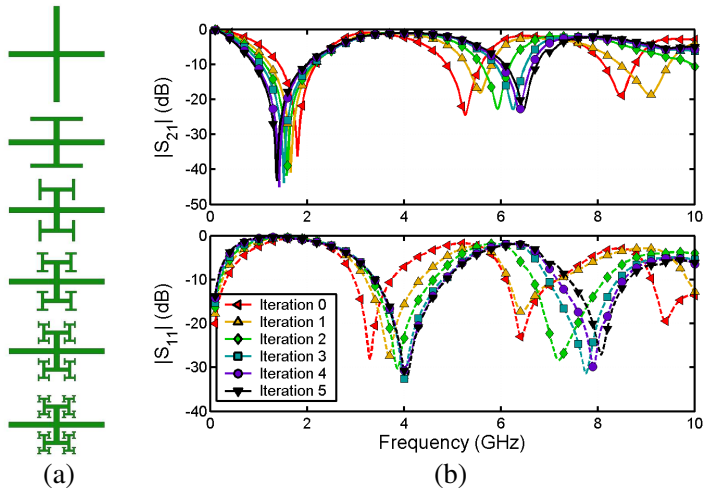 0
-10
-20
-30
-40
-50
|S21| (dB)
0 2 4 6 8 10
0
-10
-20
-30
-40
|S11| (dB)
Iteration 0
Iteration 1
Iteration 2
Iteration 3
Iteration 4
Iteration 5
0 2 4 6 8 10
Frequency (GHz)
(a)
(b)